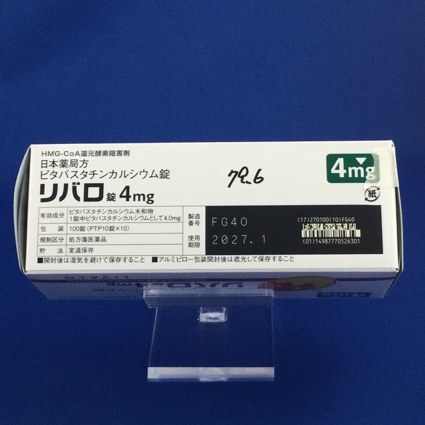 HMG-CoA還元酵素阻害剤
日本薬局方
ピタバスタチンカルシウム錠
リバロ錠4mg
79.6
4mg
有効成分 ピタバスタチンカルシウム水和物
1錠中ピタバスタチンカルシウムとして4.0mg
包装 100錠(PTP10錠×10)
規制区分 処方箋医薬品
貯法 室温保存
製造番号 FG40
使用期限 2027.1
(17)270100(10)FG40
(01)14987770526301
紙
■開封後は湿気を避けて保存すること ■アルミピロー包装開封後は遮光して保存すること
4mg